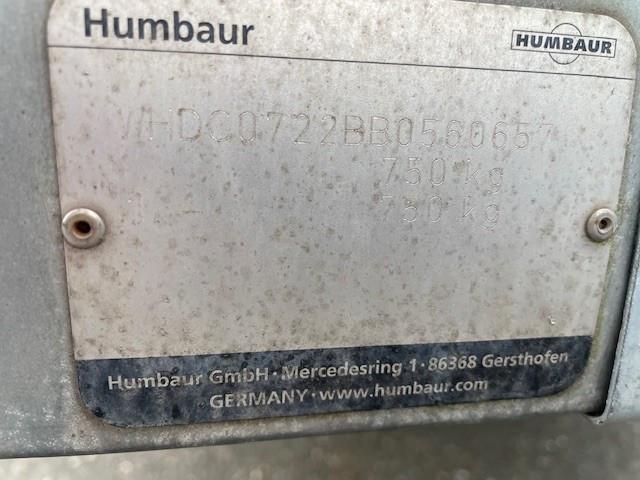 Humbaur
HUMBAUR
WHDC0722BB0560657
750 kg
750 kg
Humbaur GmbH · Mercedesring 1 · 86368 Gersthofen
GERMANY · www.humbaur.com